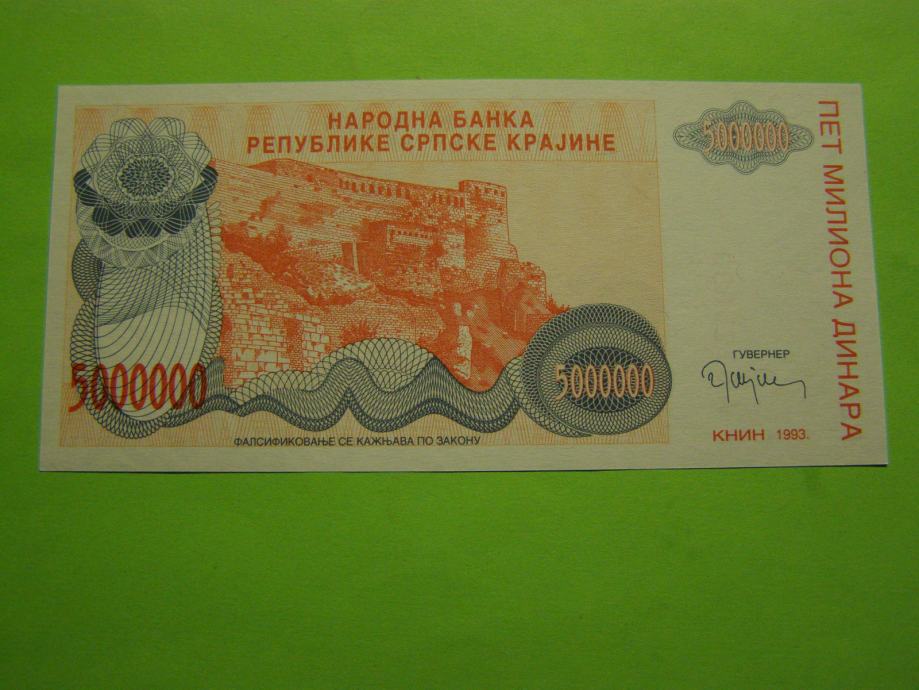 НАРОДНА БАНКА
РЕПУБЛИКЕ СРПСКЕ КРАЈИНЕ
5000000
ПЕТ МИЛИОНА ДИНАРА
5000000
5000000
ГУВЕРНЕР
КНИН 1993.
ФАЛСИФИКОВАЊЕ СЕ КАЖЊАВА ПО ЗАКОНУ